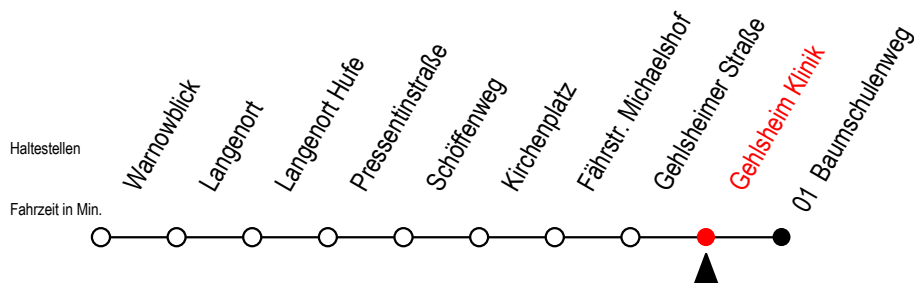 Haltestellen
Warnowblick
Langenort
Langenort Hufe
Pressentinstraße
Schöffenweg
Kirchenplatz
Fährstr. Michaelshof
Gehlsheimer Straße
Gehlsheim Klinik
01 Baumschulenweg
Fahrzeit in Min.